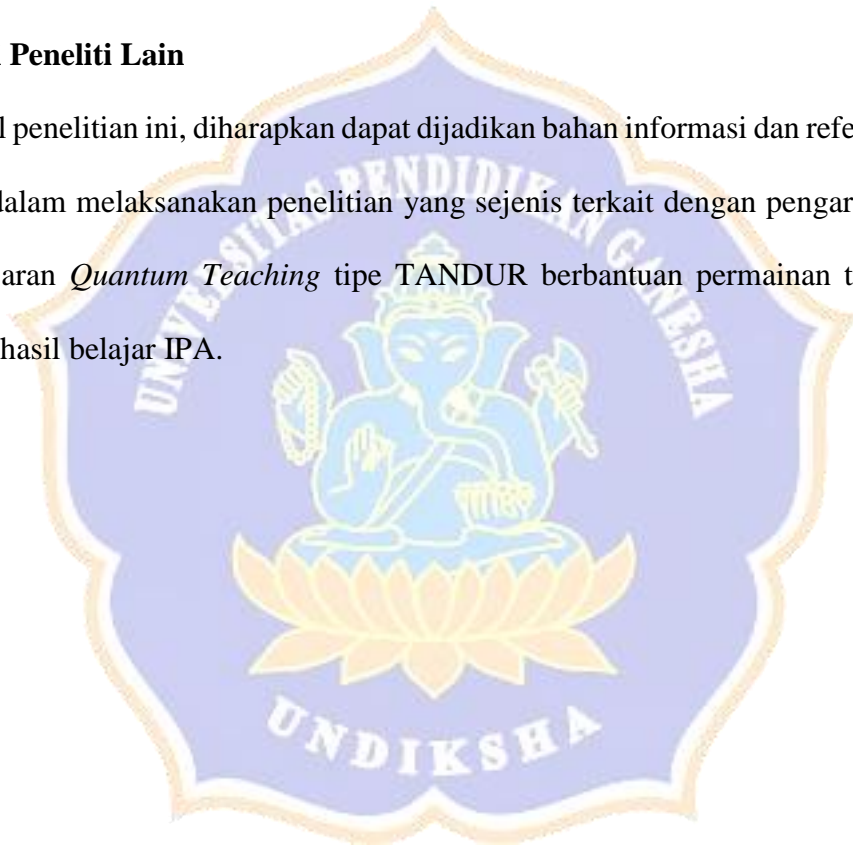 Peneliti Lain
penelitian ini, diharapkan dapat dijadikan bahan informasi dan refe
dalam melaksanakan penelitian yang sejenis terkait dengan pengar
aran Quantum Teaching tipe TANDUR berbantuan permainan t
hasil belajar IPA.
UNIVERSITAS PENDIDIKAN GANESHA
UNDIKSHA